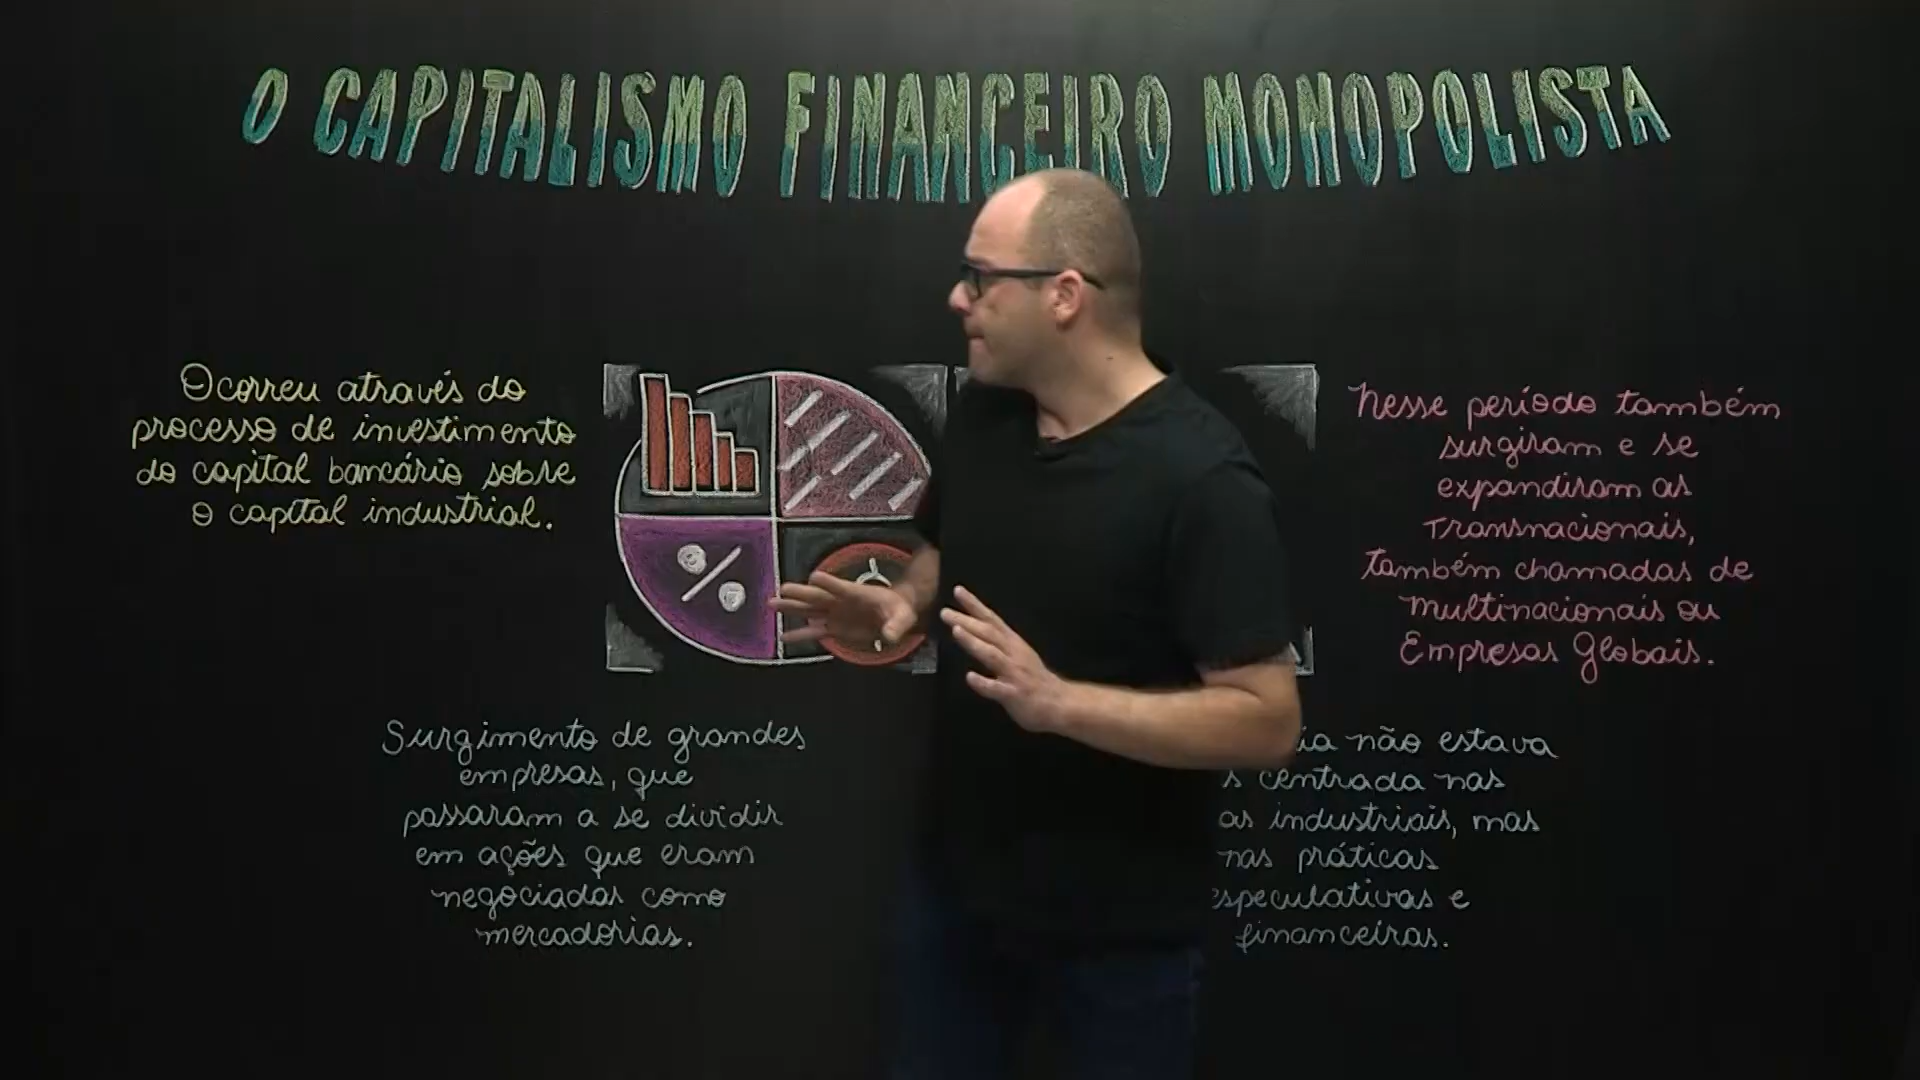 O CAPITALISMO FINANCEIRO MONOPOLISTA
Ocorreu através do
processo de investimento
do capital bancário sobre
o capital industrial.
%
Nesse período também
surgiram e se
expandiram as
Transnacionais,
também chamadas de
Multinacionais ou
Empresas Globais.
Surgimento de grandes
empresas, que
passaram a se dividir
em ações que eram
negociadas como
mercadorias.
não estava
centrada nas
industriais, mas
nas práticas
especulativas e
financeiras.